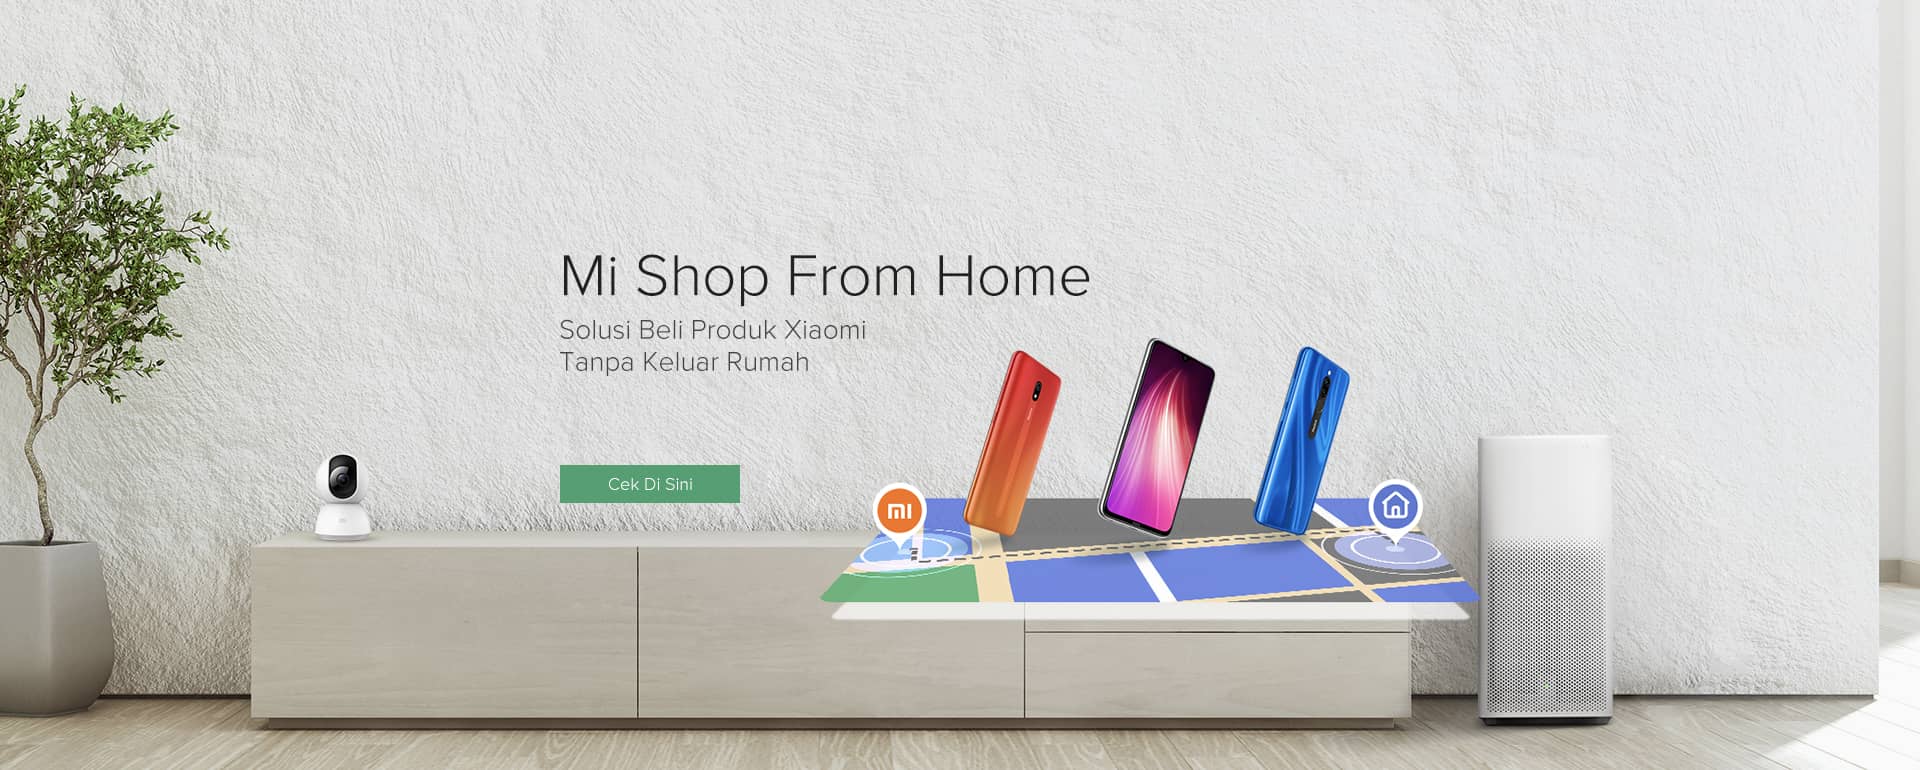 Mi Shop From Home
Solusi Beli Produk Xiaomi
Tanpa Keluar Rumah
Cek Di Sini
mi